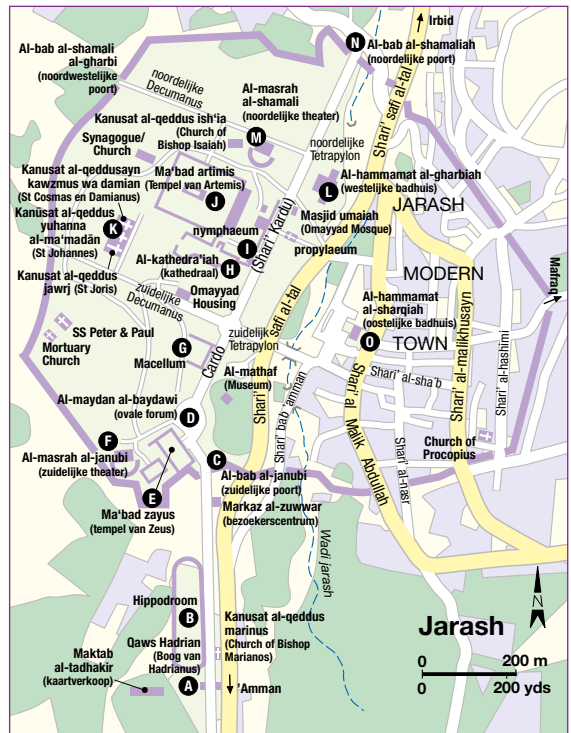 Irbid
N
Al-bab al-shamaliah
(noordelijke poort)
Al-bab al-shamali
al-gharbi
(noordwestelijke
poort)
noordelijke
Decumanus
Al-masrah
al-shamali
(noordelijke theater)
Shari' safi al-tal
Kanusat al-qeddus ish'ia
(Church of
Bishop Isaiah)
M
noordelijke
Tetrapylon
Synagogue/
Church
Kanusat al-qeddusayn
kawzmus wa damian
(St Cosmas en Damianus)
Ma'bad artimis
(Tempel van Artemis)
J
L
Al-hammamat al-gharbiah
(westelijke badhuis)
JARASH
Kanusat al-qeddus
yuhanna
al-ma'madān
(St Johannes)
K
nymphaeum
I
(Shari' Kardu)
Masjid umaiah
(Omayyad Mosque)
propylaeum
Al-kathedra'iah
(kathedraal)
H
Mafraq
MODERN
Kanusat al-qeddus
jawrj (St Joris)
Omayyad
Housing
zuidelijke
Decumanus
safi al-tal
Al-hammamat
al-sharqiah
(oostelijke badhuis)
O
TOWN
SS Peter & Paul
Mortuary
Church
G
Macellum
zuidelijk
Tetrapylon
Cardo
Al-mathaf
(Museum)
Shari' al-sha'b
Shari' al-malikhusayn
Shari' al-hashimi
Al-maydan al-baydawi
(ovale forum)
D
Shari'
Shari' bab 'amman
Shari' al Malik Abdullah
Shari' al-nasr
F
Al-masrah al-janubi
(zuidelijke theater)
C
Al-bab al-janubi
(zuidelijke poort)
Church of
Procopius
E
Ma'bad zayus
(tempel van Zeus)
Markaz al-zuwwar
(bezoekerscentrum)
Wadi jarash
Hippodroom
B
Kanusat al-qeddus
marinus
(Church of Bishop
Marianos)
Qaws Hadrian
(Boog van
Hadrianus)
A
Maktab
al-tadhakir
(kaartverkoop)
'Amman
N
Jarash
0 200 m
0 200 yds